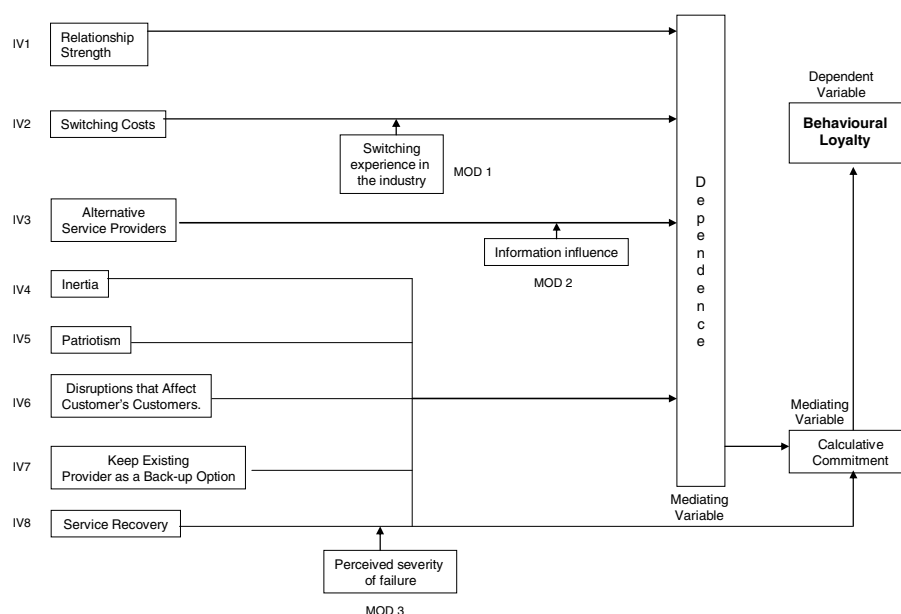 IV1
Relationship
Strength
IV2
Switching Costs
Switching
experience in
the industry
MOD 1
IV3
Alternative
Service Providers
Information influence
MOD 2
IV4
Inertia
IV5
Patriotism
IV6
Disruptions that Affect
Customer's Customers.
IV7
Keep Existing
Provider as a Back-up Option
IV8
Service Recovery
Perceived severity
of failure
MOD 3
D
e
p
e
n
d
e
n
c
e
Mediating
Variable
Dependent
Variable
Behavioural
Loyalty
Mediating
Variable
Calculative
Commitment